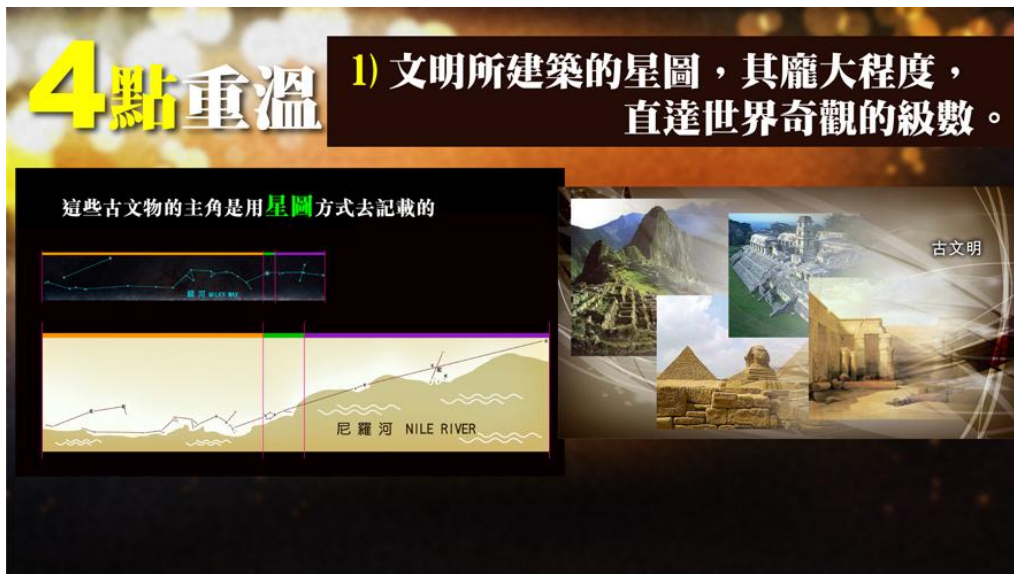 4點重溫
1) 文明所建築的星圖，其龐大程度，
直達世界奇觀的級數。
這些古文物的主角是用星圖方式去記載的
銀河 MILKY WAY
尼羅河 NILE RIVER
古文明